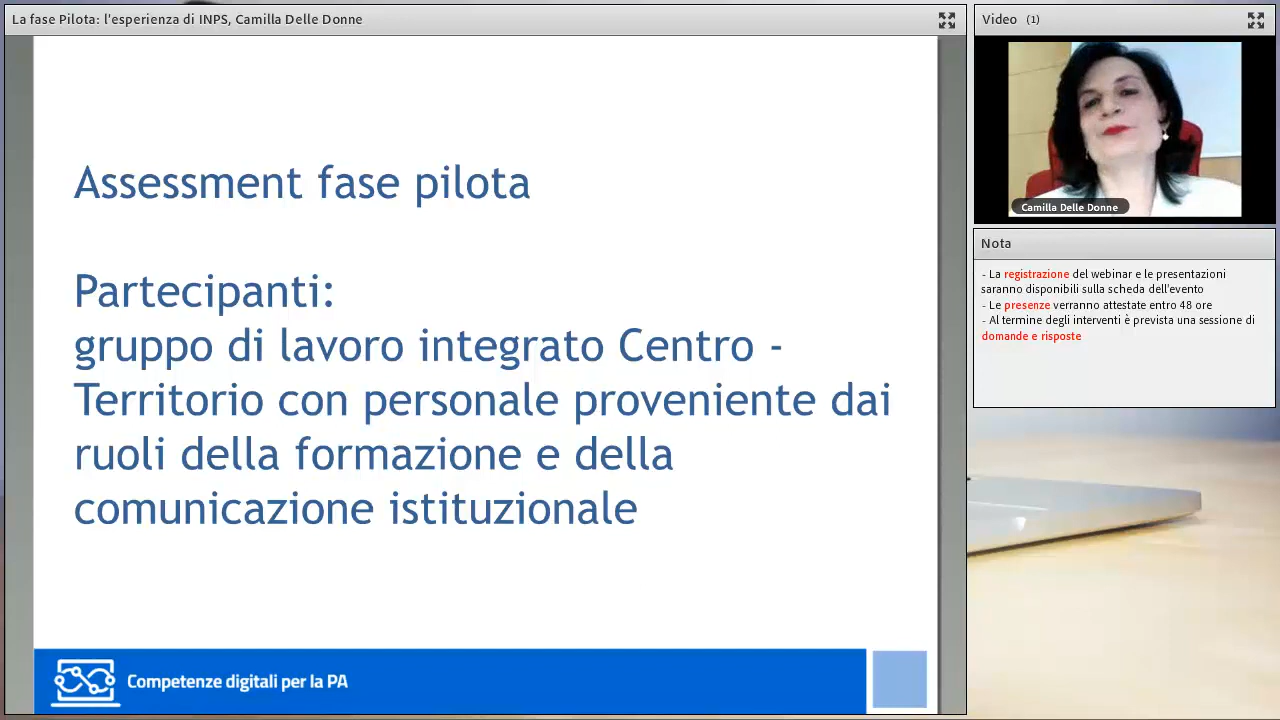 La fase Pilota: l'esperienza di INPS, Camilla Delle Donne
Assessment fase pilota
Partecipanti:
gruppo di lavoro integrato Centro -
Territorio con personale proveniente dai
ruoli della formazione e della
comunicazione istituzionale
Competenze digitali per la PA
Video (1)
Camilla Delle Donne
Nota
- La registrazione del webinar e le presentazioni
saranno disponibili sulla scheda dell'evento
- Le presenze verranno attestate entro 48 ore
- Al termine degli interventi è prevista una sessione di
domande e risposte